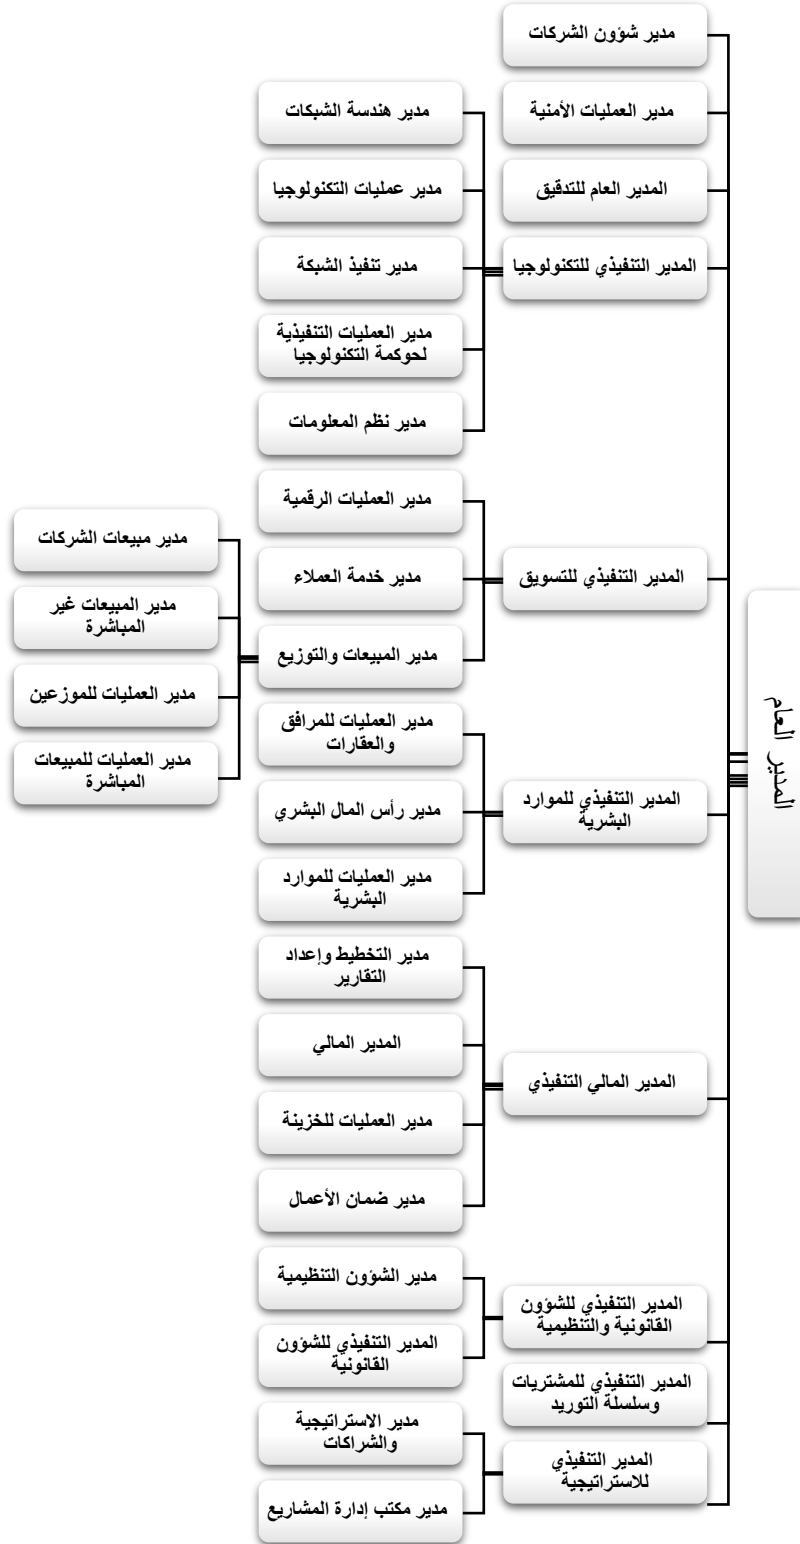 المدير العام
مدير شؤون الشركات
مدير العمليات الأمنية
المدير العام للتدقيق
المدير التنفيذي للتكنولوجيا
مدير هندسة الشبكات
مدير عمليات التكنولوجيا
مدير تنفيذ الشبكة
مدير العمليات التنفيذية
لحوكمة التكنولوجيا
مدير نظم المعلومات
المدير التنفيذي للتسويق
مدير العمليات الرقمية
مدير خدمة العملاء
مدير المبيعات والتوزيع
مدير مبيعات الشركات
مدير المبيعات غير
المباشرة
مدير العمليات للموزعين
مدير العمليات للمبيعات
المباشرة
المدير التنفيذي للموارد
البشرية
مدير العمليات للمرافق
والعقارات
مدير رأس المال البشري
مدير العمليات للموارد
البشرية
المدير المالي التنفيذي
مدير التخطيط وإعداد
التقارير
المدير المالي
مدير العمليات للخزينة
مدير ضمان الأعمال
المدير التنفيذي للشؤون
القانونية والتنظيمية
مدير الشؤون التنظيمية
المدير التنفيذي للشؤون
القانونية
المدير التنفيذي للمشتريات
وسلسلة التوريد
المدير التنفيذي
للاستراتيجية
مدير الاستراتيجية
والشراكات
مدير مكتب إدارة المشاريع